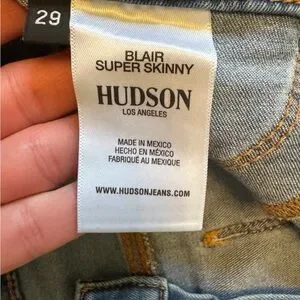 29
BLAIR
SUPER SKINNY
HUDSON
LOS ANGELES
MADE IN MEXICO
HECHO EN MÉXICO
FABRIQUÉ AU MEXIQUE
WWW.HUDSONJEANS.COM